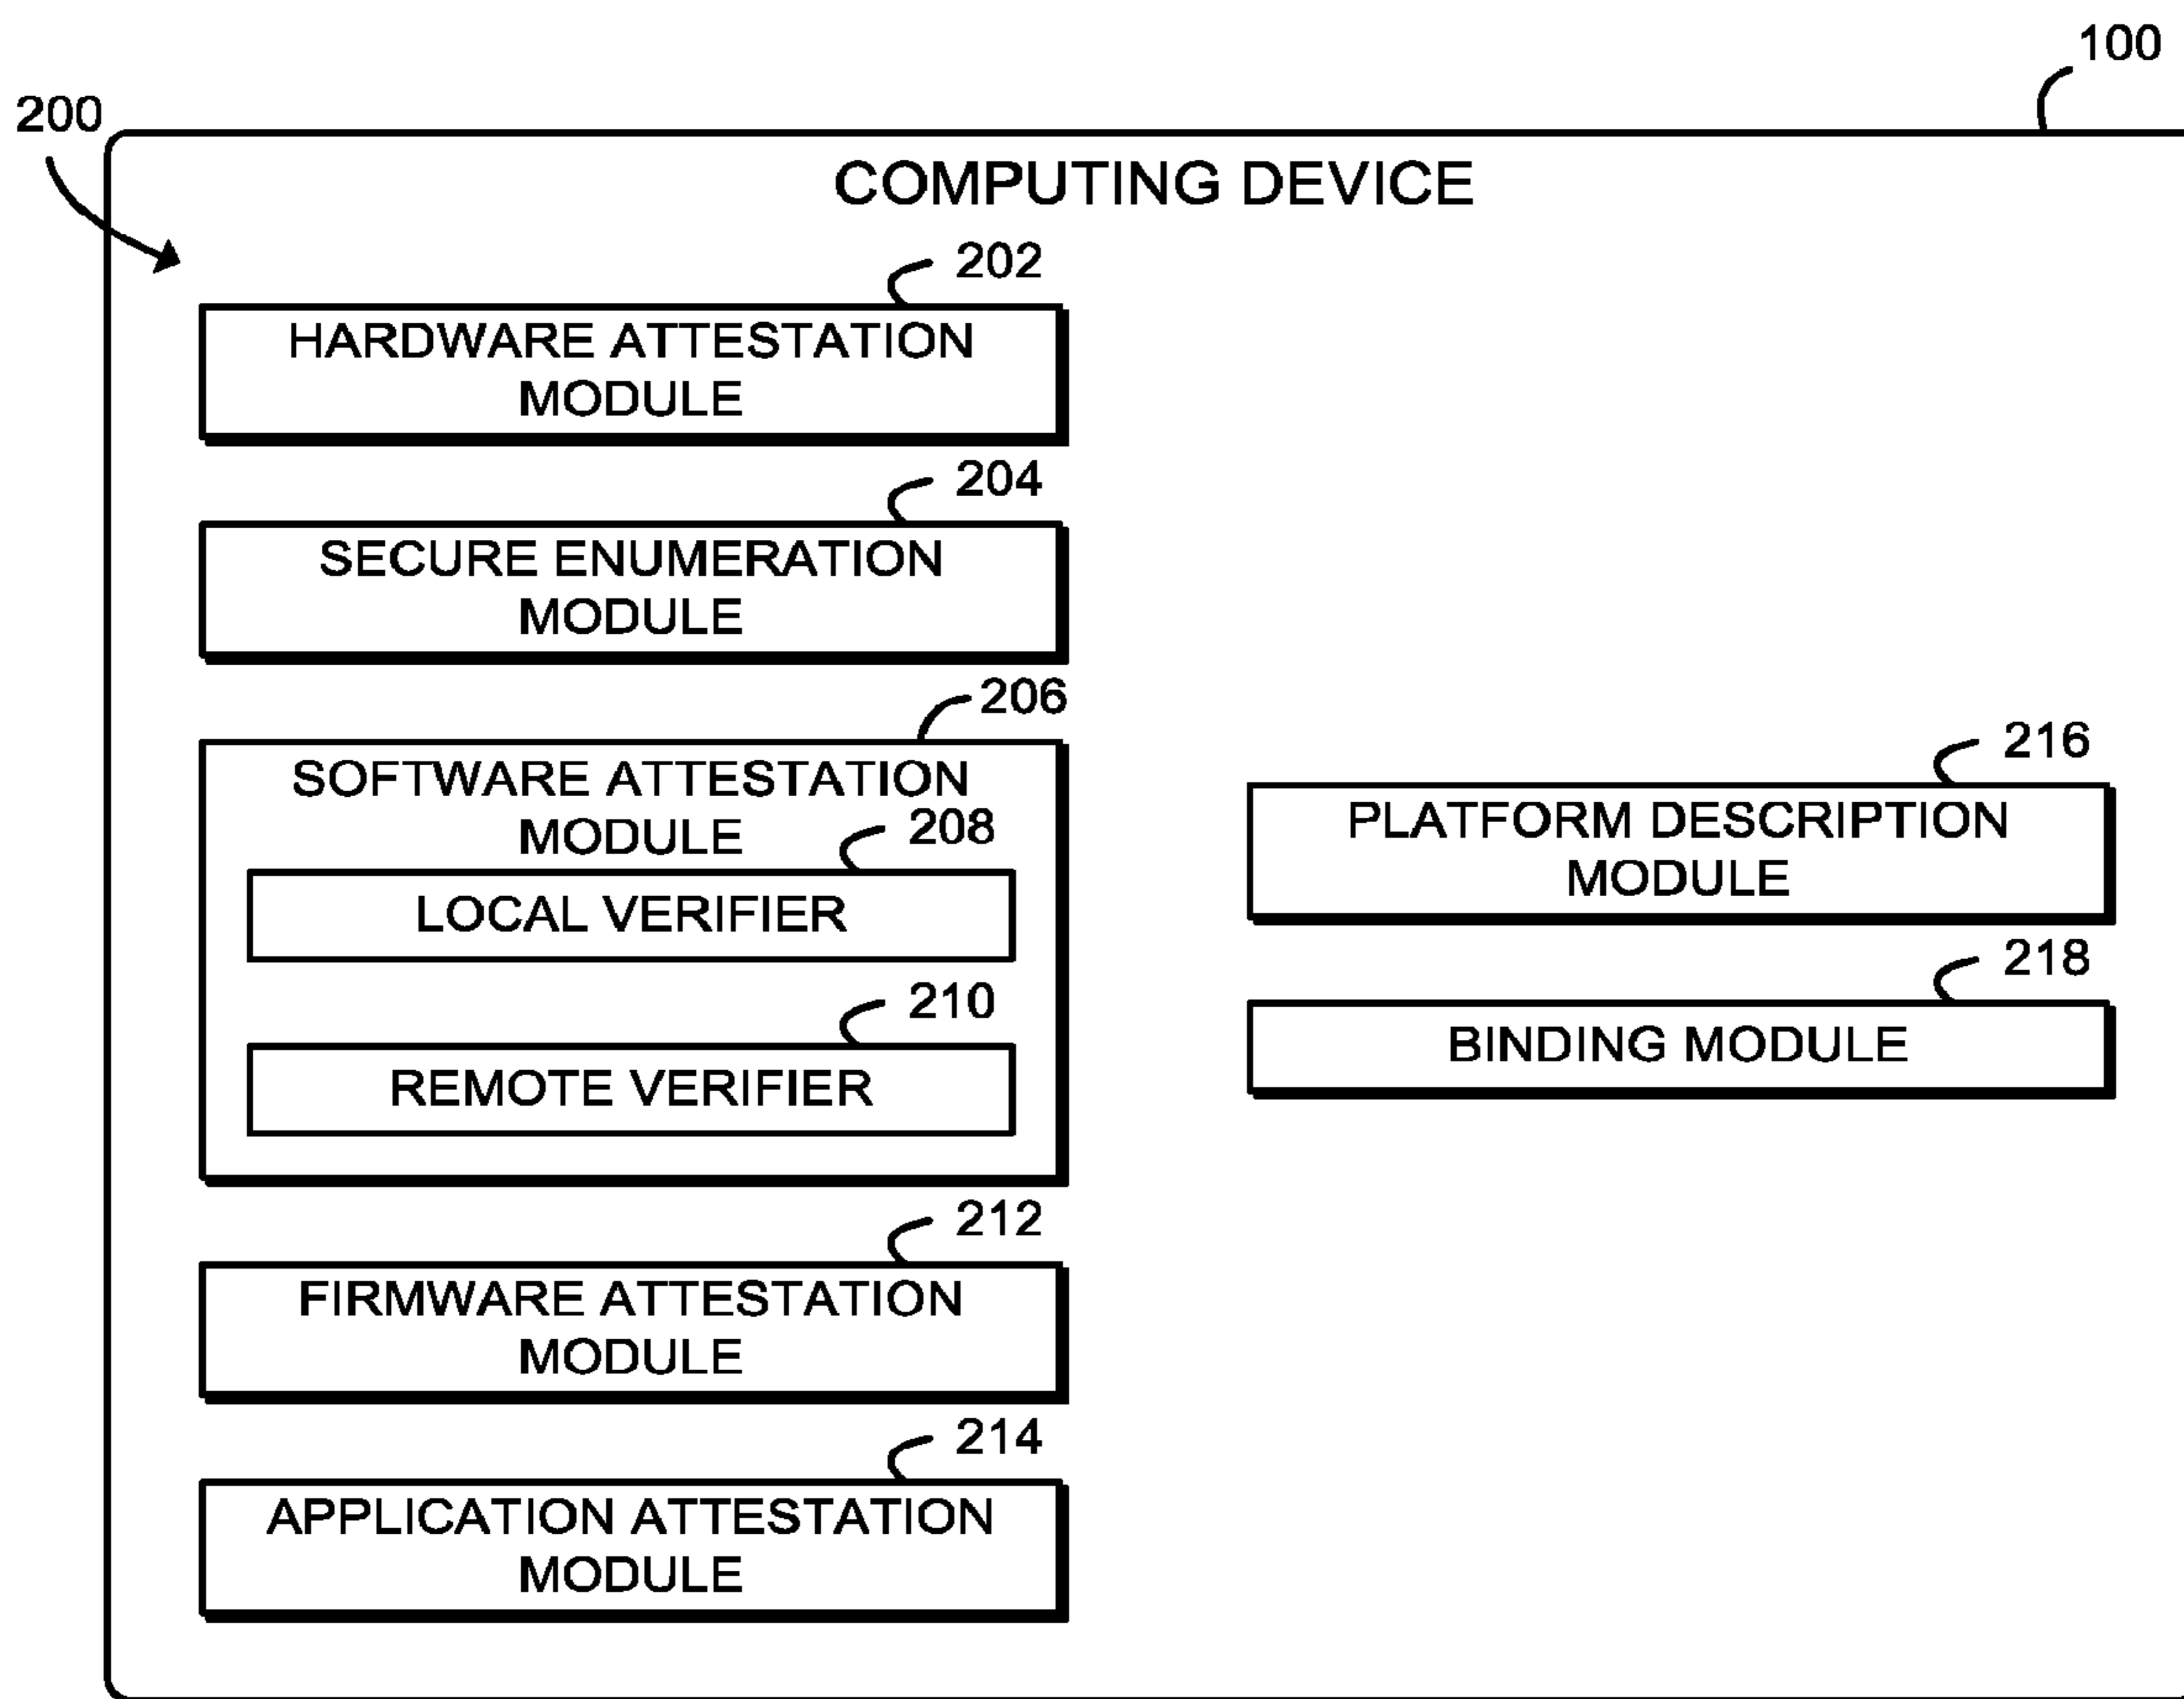 100
200
COMPUTING DEVICE
202
HARDWARE ATTESTATION
MODULE
204
SECURE ENUMERATION
MODULE
206
SOFTWARE ATTESTATION
MODULE
208
LOCAL VERIFIER
210
REMOTE VERIFIER
212
FIRMWARE ATTESTATION
MODULE
214
APPLICATION ATTESTATION
MODULE
216
PLATFORM DESCRIPTION
MODULE
218
BINDING MODULE